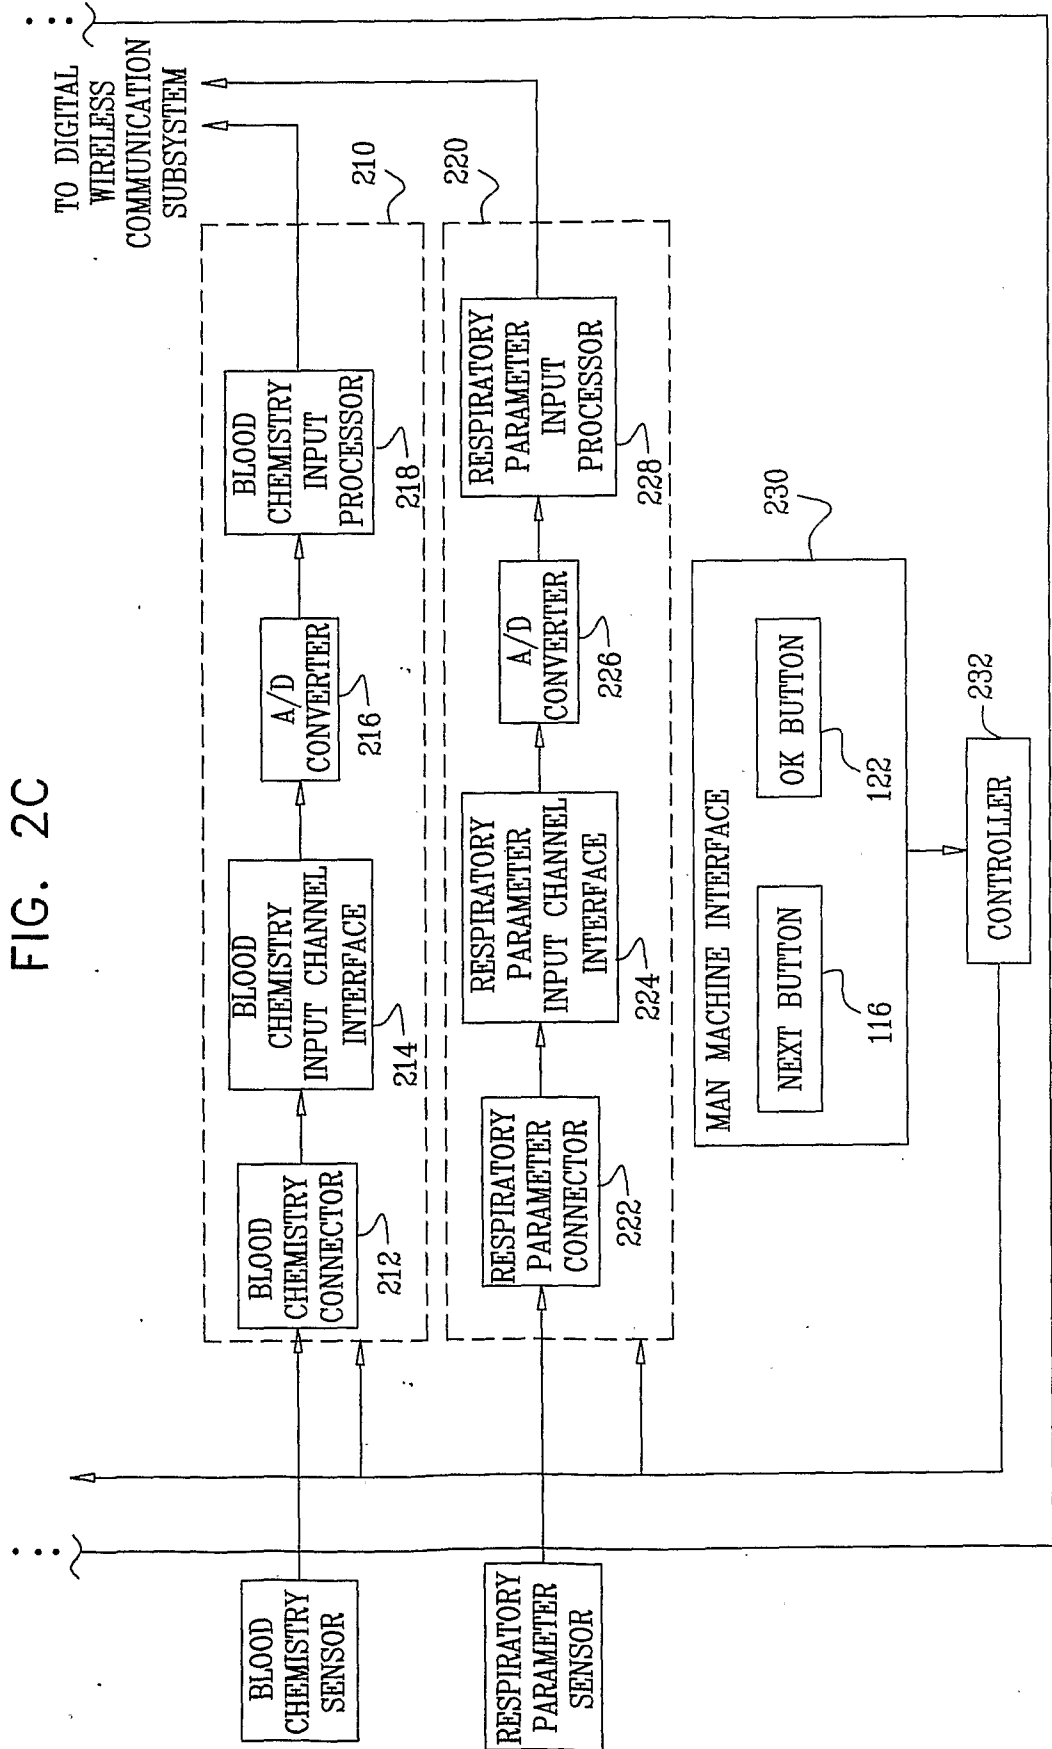 FIG. 2C
TO DIGITAL
WIRELESS
COMMUNICATION
SUBSYSTEM
BLOOD
CHEMISTRY
SENSOR
BLOOD
CHEMISTRY
CONNECTOR
212
BLOOD
CHEMISTRY
INPUT CHANNEL
INTERFACE
214
A/D
CONVERTER
216
BLOOD
CHEMISTRY
INPUT
PROCESSOR
218
210
RESPIRATORY
PARAMETER
SENSOR
RESPIRATORY
PARAMETER
CONNECTOR
222
RESPIRATORY
PARAMETER
INPUT CHANNEL
INTERFACE
224
A/D
CONVERTER
226
RESPIRATORY
PARAMETER
INPUT
PROCESSOR
228
220
MAN MACHINE INTERFACE
230
NEXT BUTTON
116
OK BUTTON
122
CONTROLLER
232